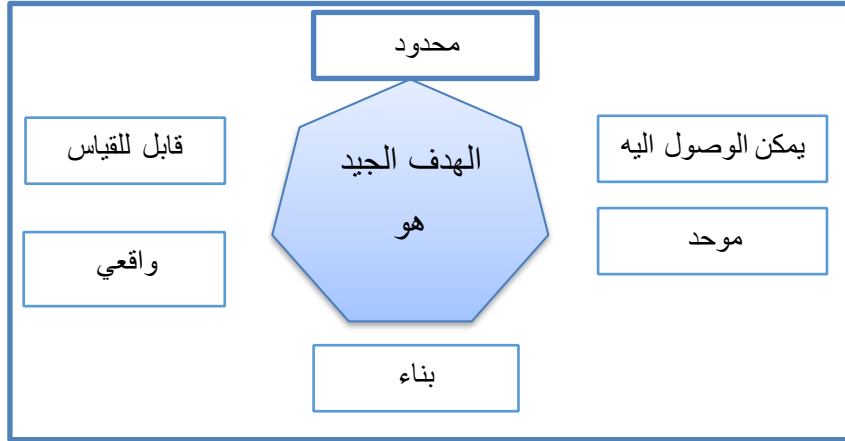 محدود
يمكن الوصول اليه
قابل للقياس
الهدف الجيد
هو
موحد
واقعي
بناء